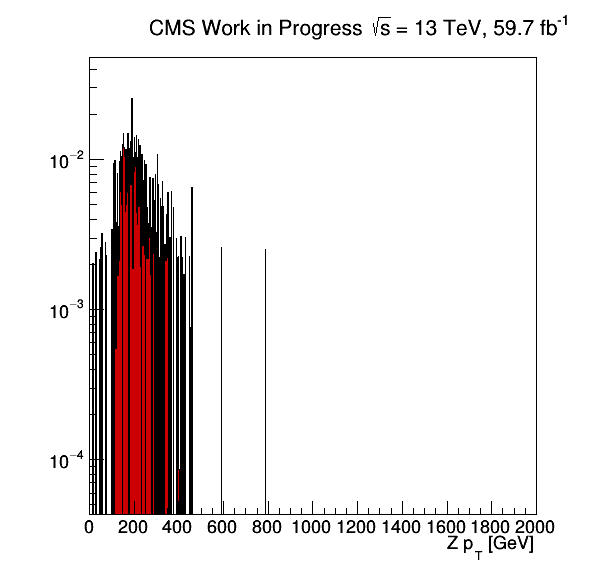 CMS Work in Progress √s = 13 TeV, 59.7 fb⁻¹
10⁻²
10⁻³
10⁻⁴
0 200 400 600 800 1000 1200 1400 1600 1800 2000
Z p_T [GeV]